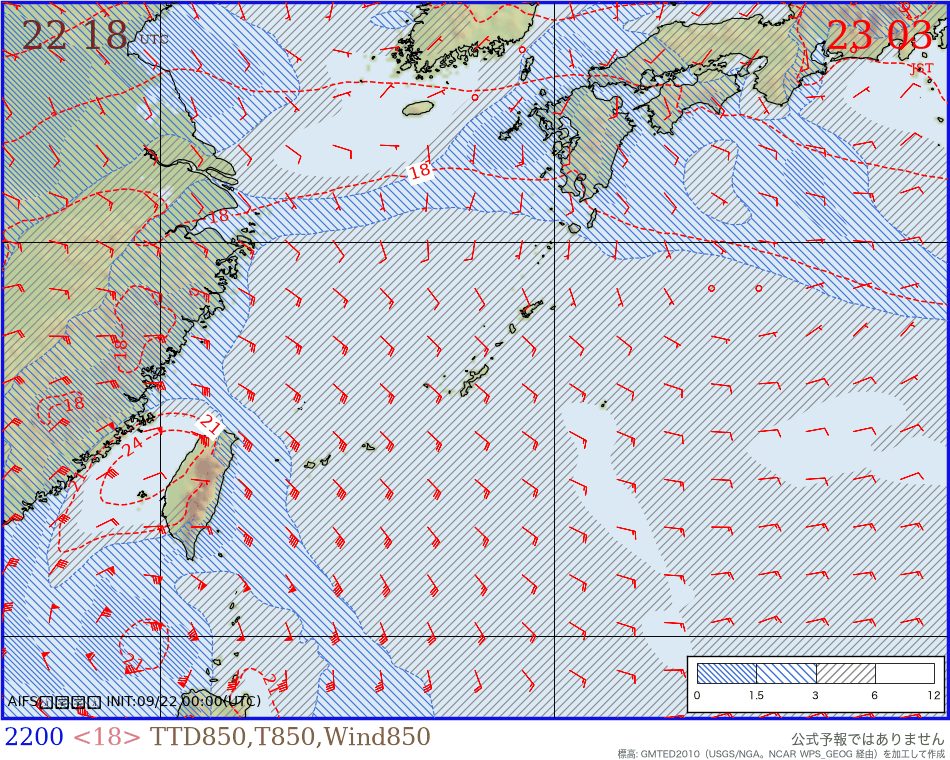 22 18 UTC
23 03
JST
18
18
18
18
21
24
21
21
0 1.5 3 6 12
AIFS□□□□ INIT:09/22 00:00(UTC)
2200 <18> TTD850,T850,Wind850
公式予報ではありません
標高: GMTED2010（USGS/NGA。NCAR WPS_GEOG 経由）を加工して作成